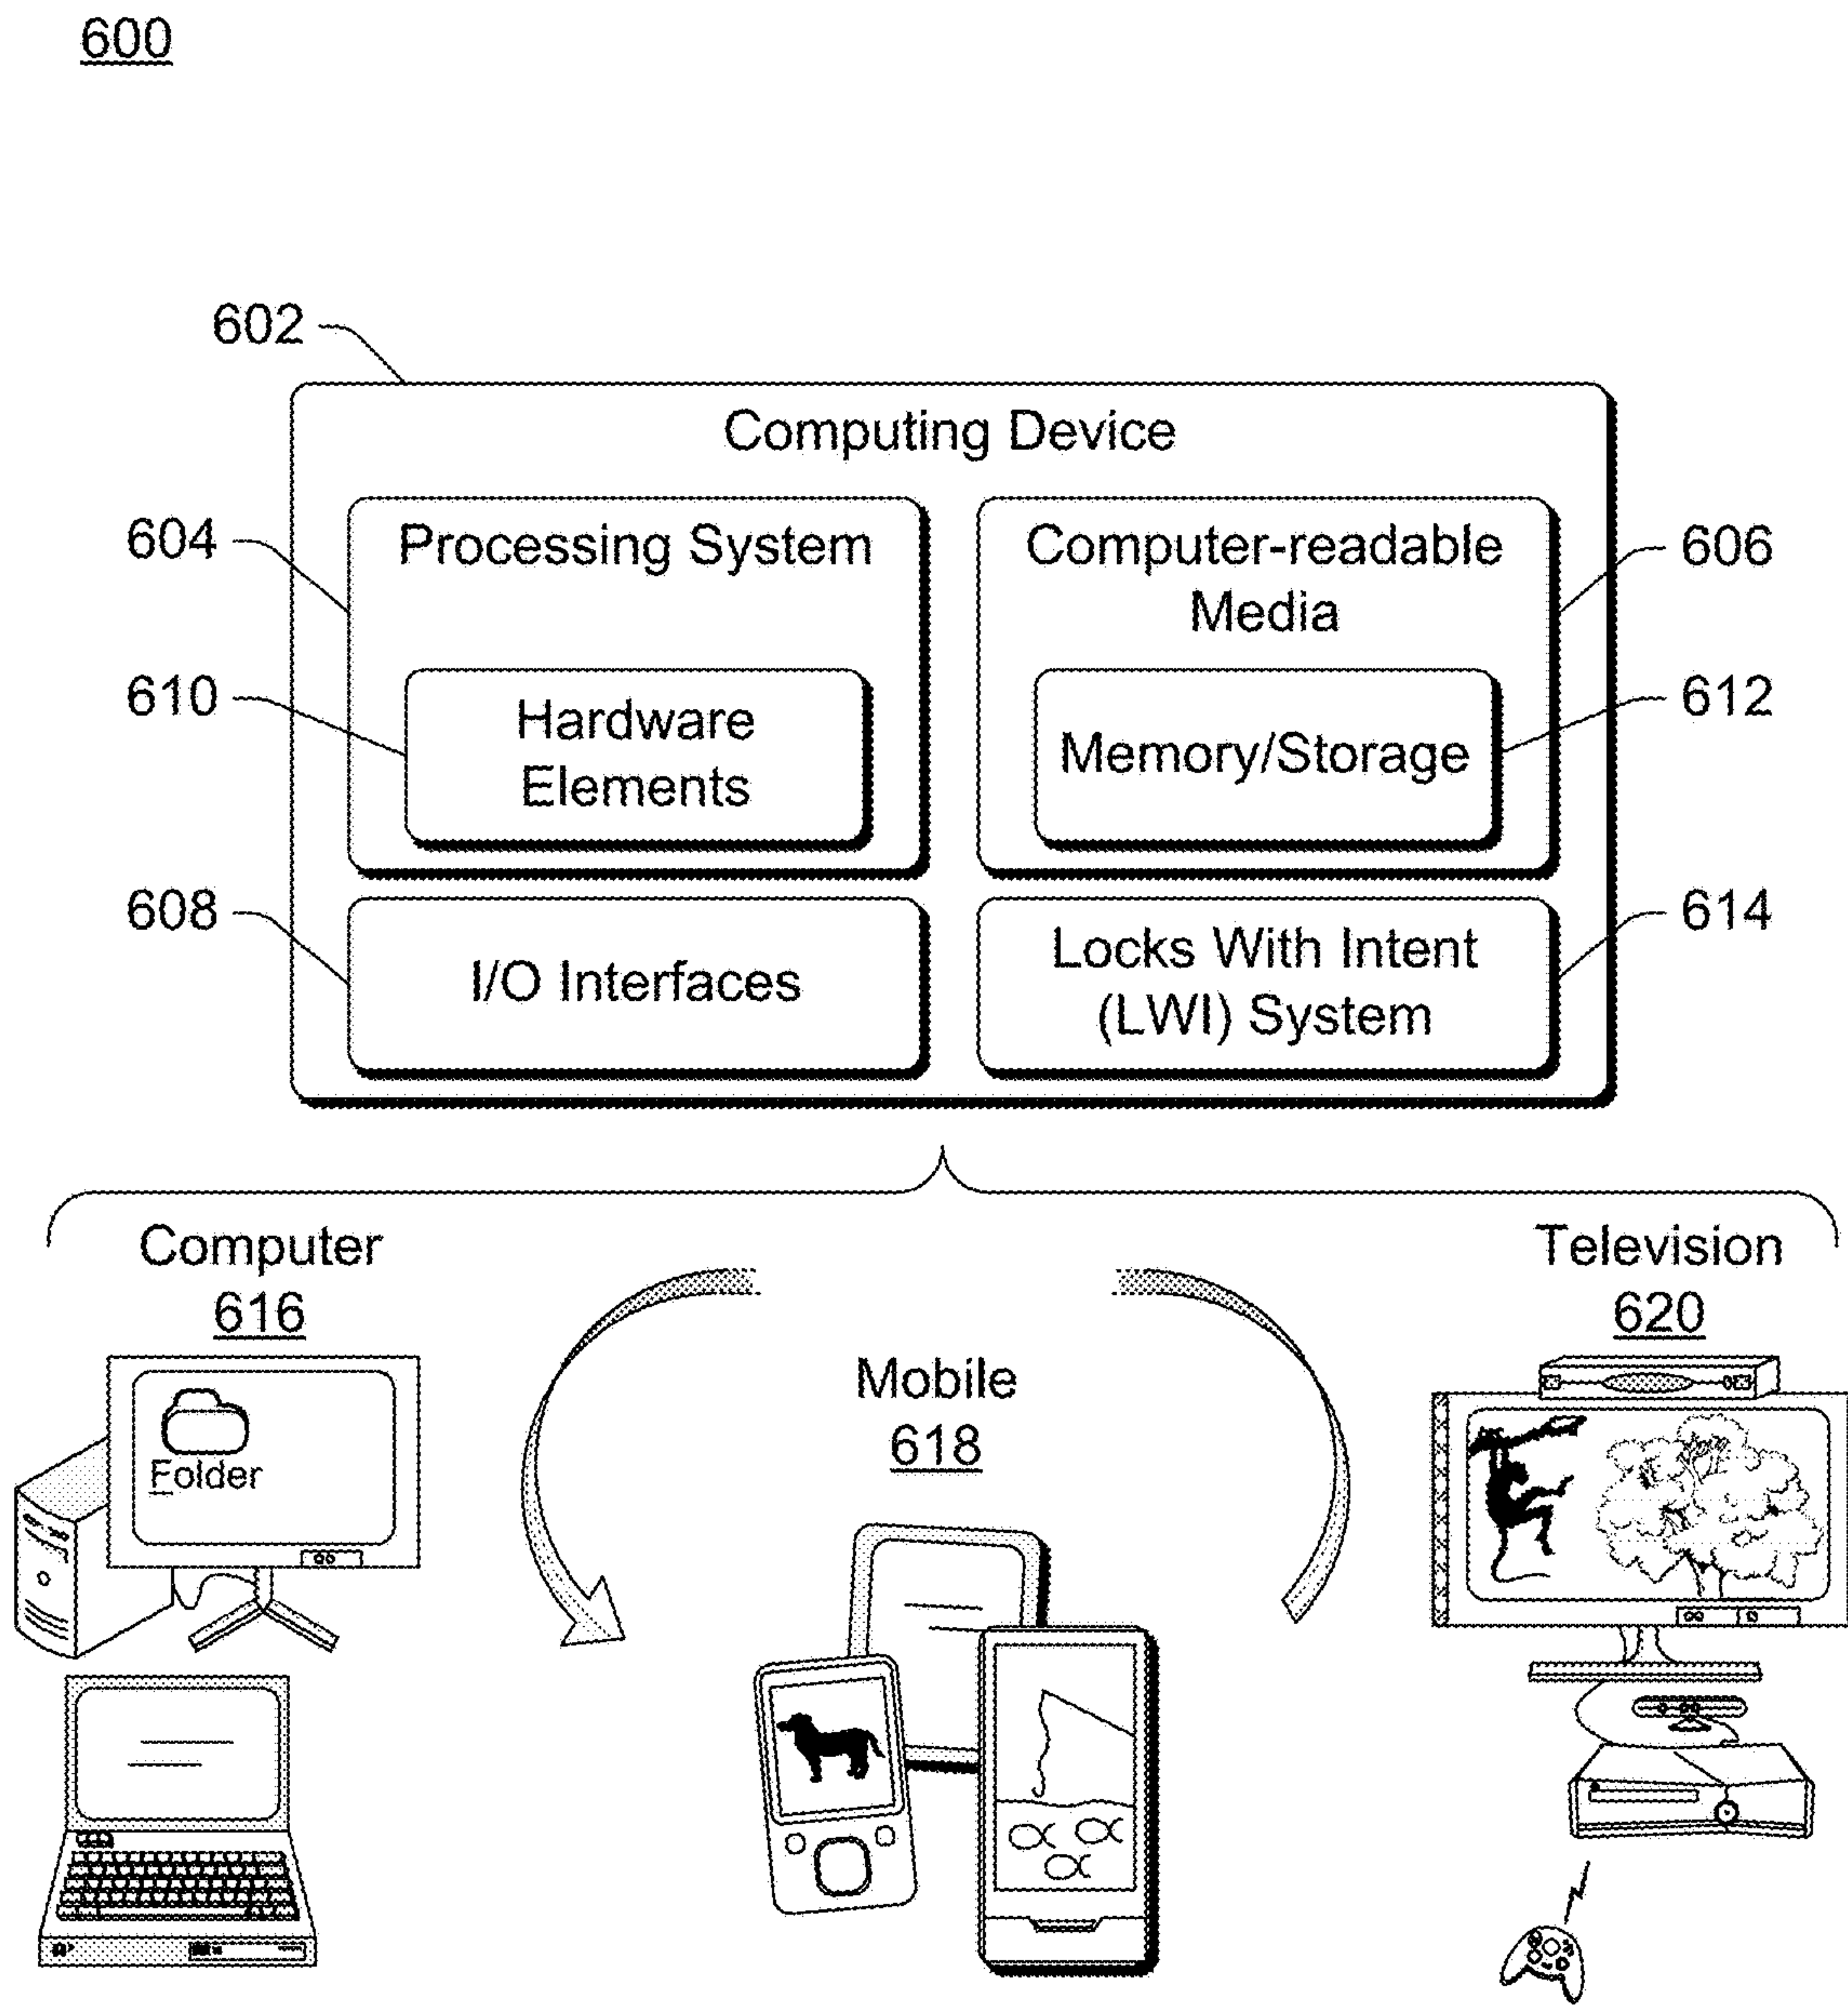 600
602
Computing Device
604
Processing System
Computer-readable
Media
606
610
Hardware
Elements
Memory/Storage
612
608
I/O Interfaces
Locks With Intent
(LWI) System
614
Computer
616
Folder
Mobile
618
Television
620